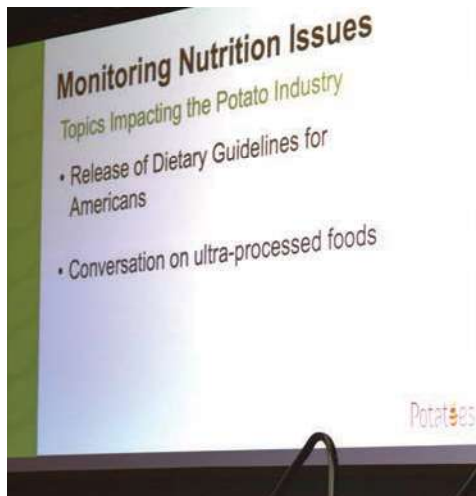 Monitoring Nutrition Issues
Topics Impacting the Potato Industry
• Release of Dietary Guidelines for
Americans
• Conversation on ultra-processed foods
Potatoes